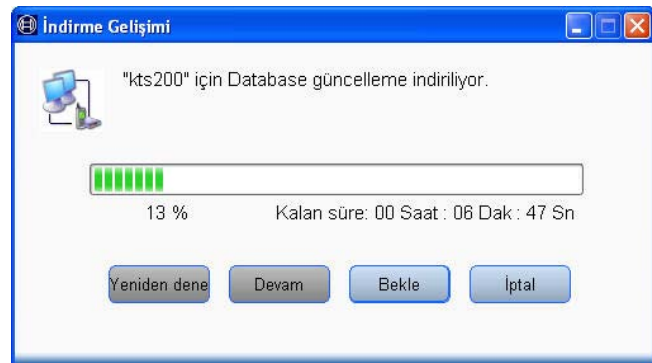 İndirme Gelişimi
"kts200" için Database güncelleme indiriliyor.
13 %
Kalan süre: 00 Saat : 06 Dak : 47 Sn
Yeniden dene
Devam
Bekle
İptal